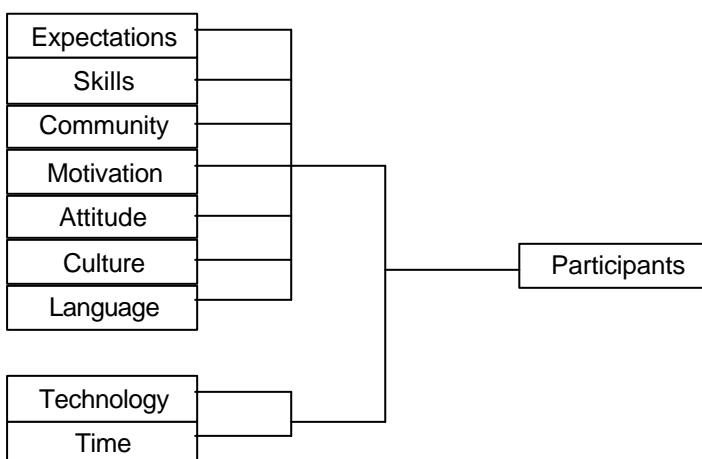 Expectations
Skills
Community
Motivation
Attitude
Culture
Language
Participants
Technology
Time